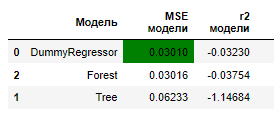 Модель MSE модели r2 модели
0 DummyRegressor 0.03010 -0.03230
2 Forest 0.03016 -0.03754
1 Tree 0.06233 -1.14684